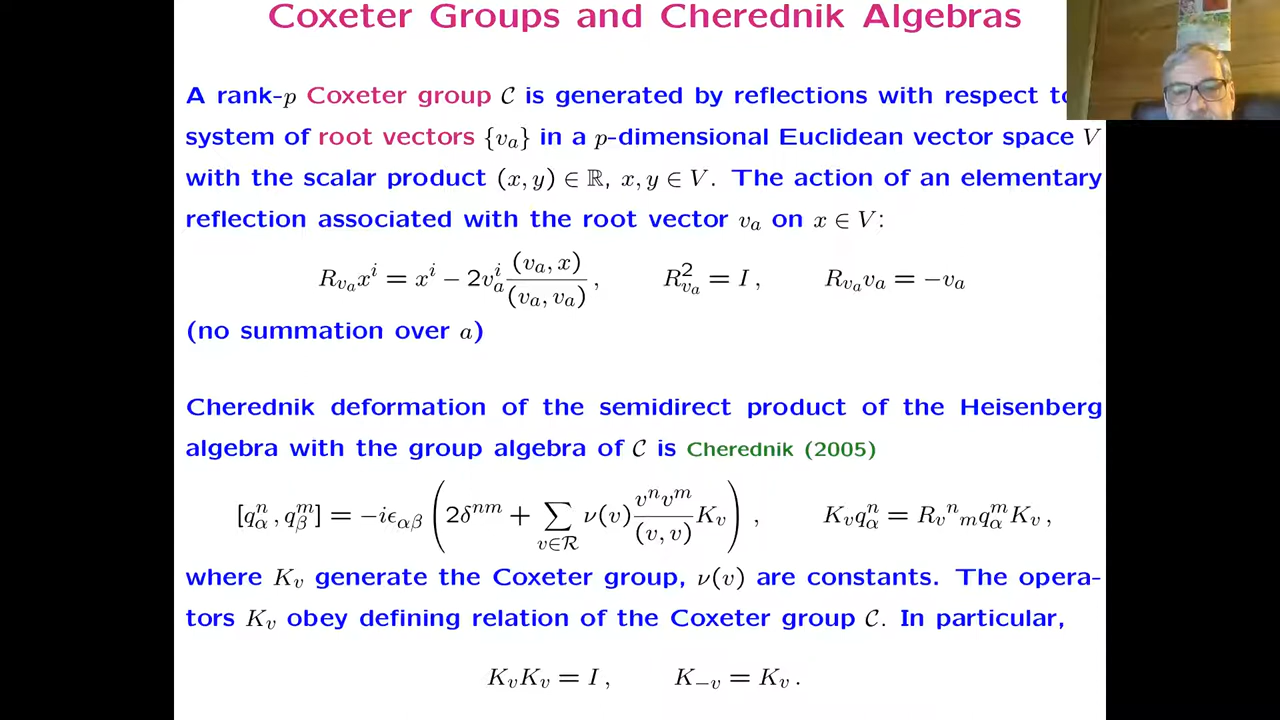 Coxeter Groups and Cherednik Algebras
A rank-p Coxeter group 𝒞 is generated by reflections with respect
system of root vectors {v_a} in a p-dimensional Euclidean vector space V
with the scalar product (x, y) ∈ ℝ, x, y ∈ V. The action of an elementary
reflection associated with the root vector v_a on x ∈ V:
R_{v_a} x^i = x^i − 2v_a^i \frac{(v_a, x)}{(v_a, v_a)} ,   R_{v_a}^2 = I ,   R_{v_a} v_a = −v_a
(no summation over a)
Cherednik deformation of the semidirect product of the Heisenberg
algebra with the group algebra of 𝒞 is Cherednik (2005)
[q_α^n , q_β^m] = −iϵ_{αβ} ( 2δ^{nm} + ∑_{v∈ℛ} ν(v) \frac{v^n v^m}{(v, v)} K_v ) ,   K_v q_α^n = R_v{}^n{}_m q_α^m K_v ,
where K_v generate the Coxeter group, ν(v) are constants. The opera-
tors K_v obey defining relation of the Coxeter group 𝒞. In particular,
K_v K_v = I ,   K_{−v} = K_v .